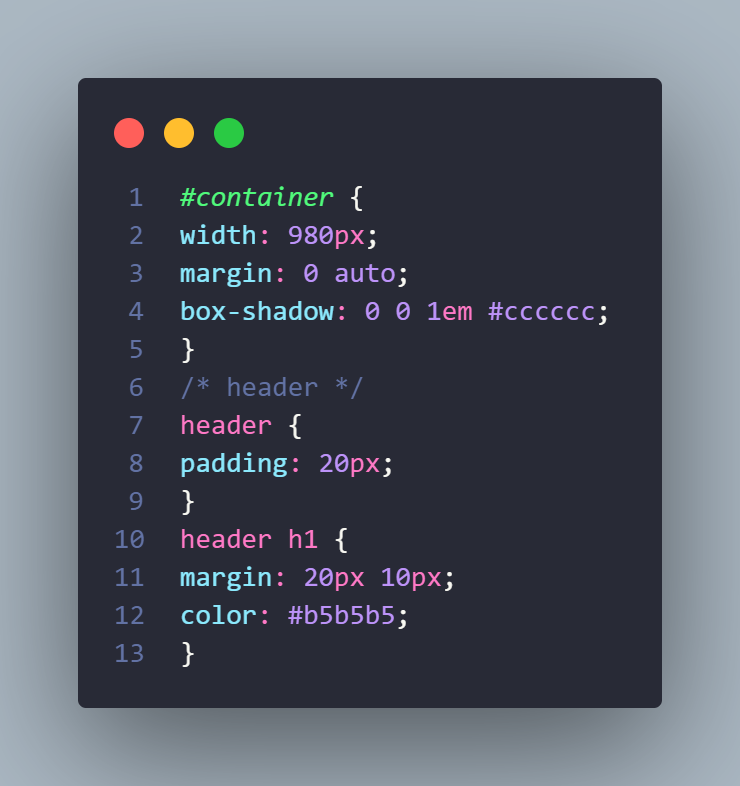 1 #container {
2 width: 980px;
3 margin: 0 auto;
4 box-shadow: 0 0 1em #cccccc;
5 }
6 /* header */
7 header {
8 padding: 20px;
9 }
10 header h1 {
11 margin: 20px 10px;
12 color: #b5b5b5;
13 }